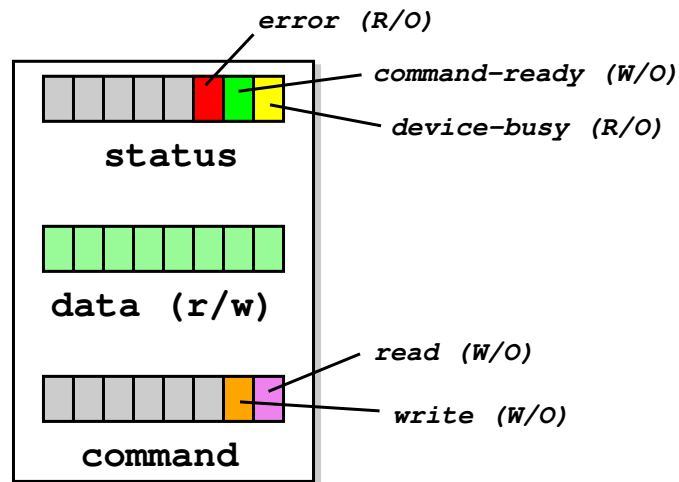 error (R/O)
command-ready (W/O)
device-busy (R/O)
status
data (r/w)
read (W/O)
write (W/O)
command